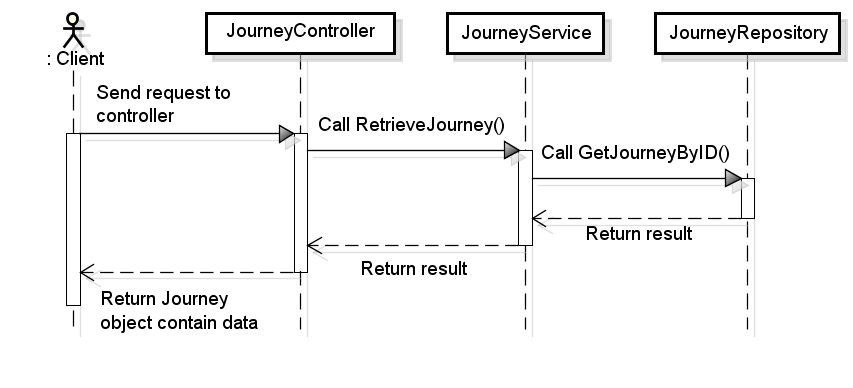 JourneyController
JourneyService
JourneyRepository
: Client
Send request to
controller
Call RetrieveJourney()
Call GetJourneyByID()
Return result
Return result
Return Journey
object contain data